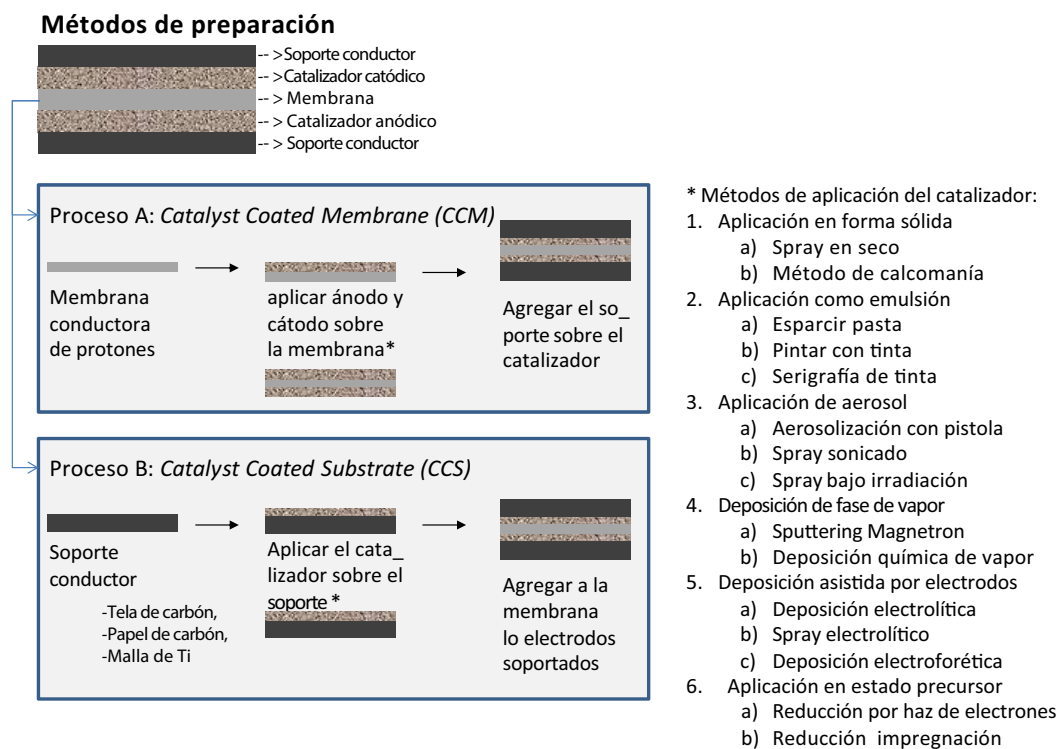 Métodos de preparación
-- >Soporte conductor
-- >Catalizador catódico
-- > Membrana
-- > Catalizador anódico
-- > Soporte conductor
Proceso A: Catalyst Coated Membrane (CCM)
Membrana
conductora
de protones
aplicar ánodo y
cátodo sobre
la membrana*
Agregar el so_
porte sobre el
catalizador
Proceso B: Catalyst Coated Substrate (CCS)
Soporte
conductor
-Tela de carbón,
-Papel de carbón,
-Malla de Ti
Aplicar el cata_
lizador sobre el
soporte *
Agregar a la
membrana
lo electrodos
soportados
* Métodos de aplicación del catalizador:
1. Aplicación en forma sólida
a) Spray en seco
b) Método de calcomanía
2. Aplicación como emulsión
a) Esparcir pasta
b) Pintar con tinta
c) Serigrafía de tinta
3. Aplicación de aerosol
a) Aerosolización con pistola
b) Spray sonicado
c) Spray bajo irradiación
4. Deposición de fase de vapor
a) Sputtering Magnetron
b) Deposición química de vapor
5. Deposición asistida por electrodos
a) Deposición electrolítica
b) Spray electrolítico
c) Deposición electroforética
6. Aplicación en estado precursor
a) Reducción por haz de electrones
b) Reducción impregnación